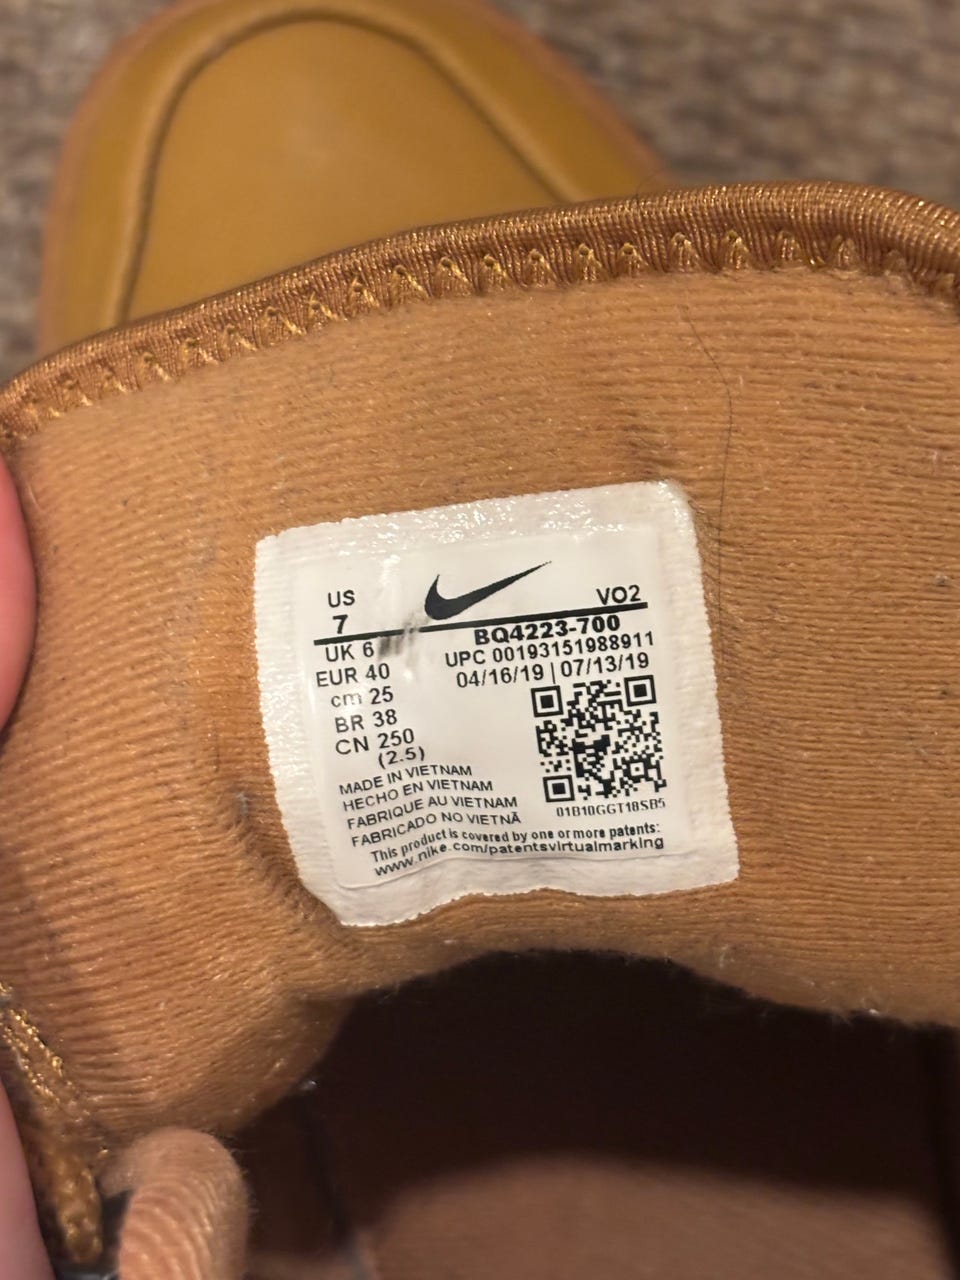 US
7
VO2
UK 6
EUR 40
cm 25
BR 38
CN 250
(2.5)
BQ4223-700
UPC 00193151988911
04/16/19 | 07/13/19
01B10GGT18SB5
MADE IN VIETNAM
HECHO EN VIETNAM
FABRIQUE AU VIETNAM
FABRICADO NO VIETNÃ
This product is covered by one or more patents:
www.nike.com/patentsvirtualmarking